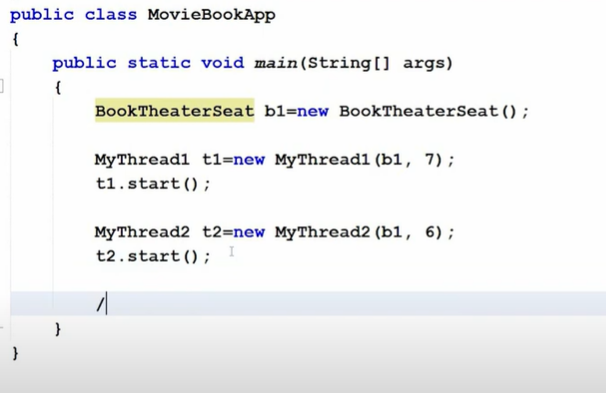 public class MovieBookApp
{
public static void main(String[] args)
{
BookTheaterSeat b1=new BookTheaterSeat();
MyThread1 t1=new MyThread1(b1, 7);
t1.start();
MyThread2 t2=new MyThread2(b1, 6);
t2.start();
/
}
}